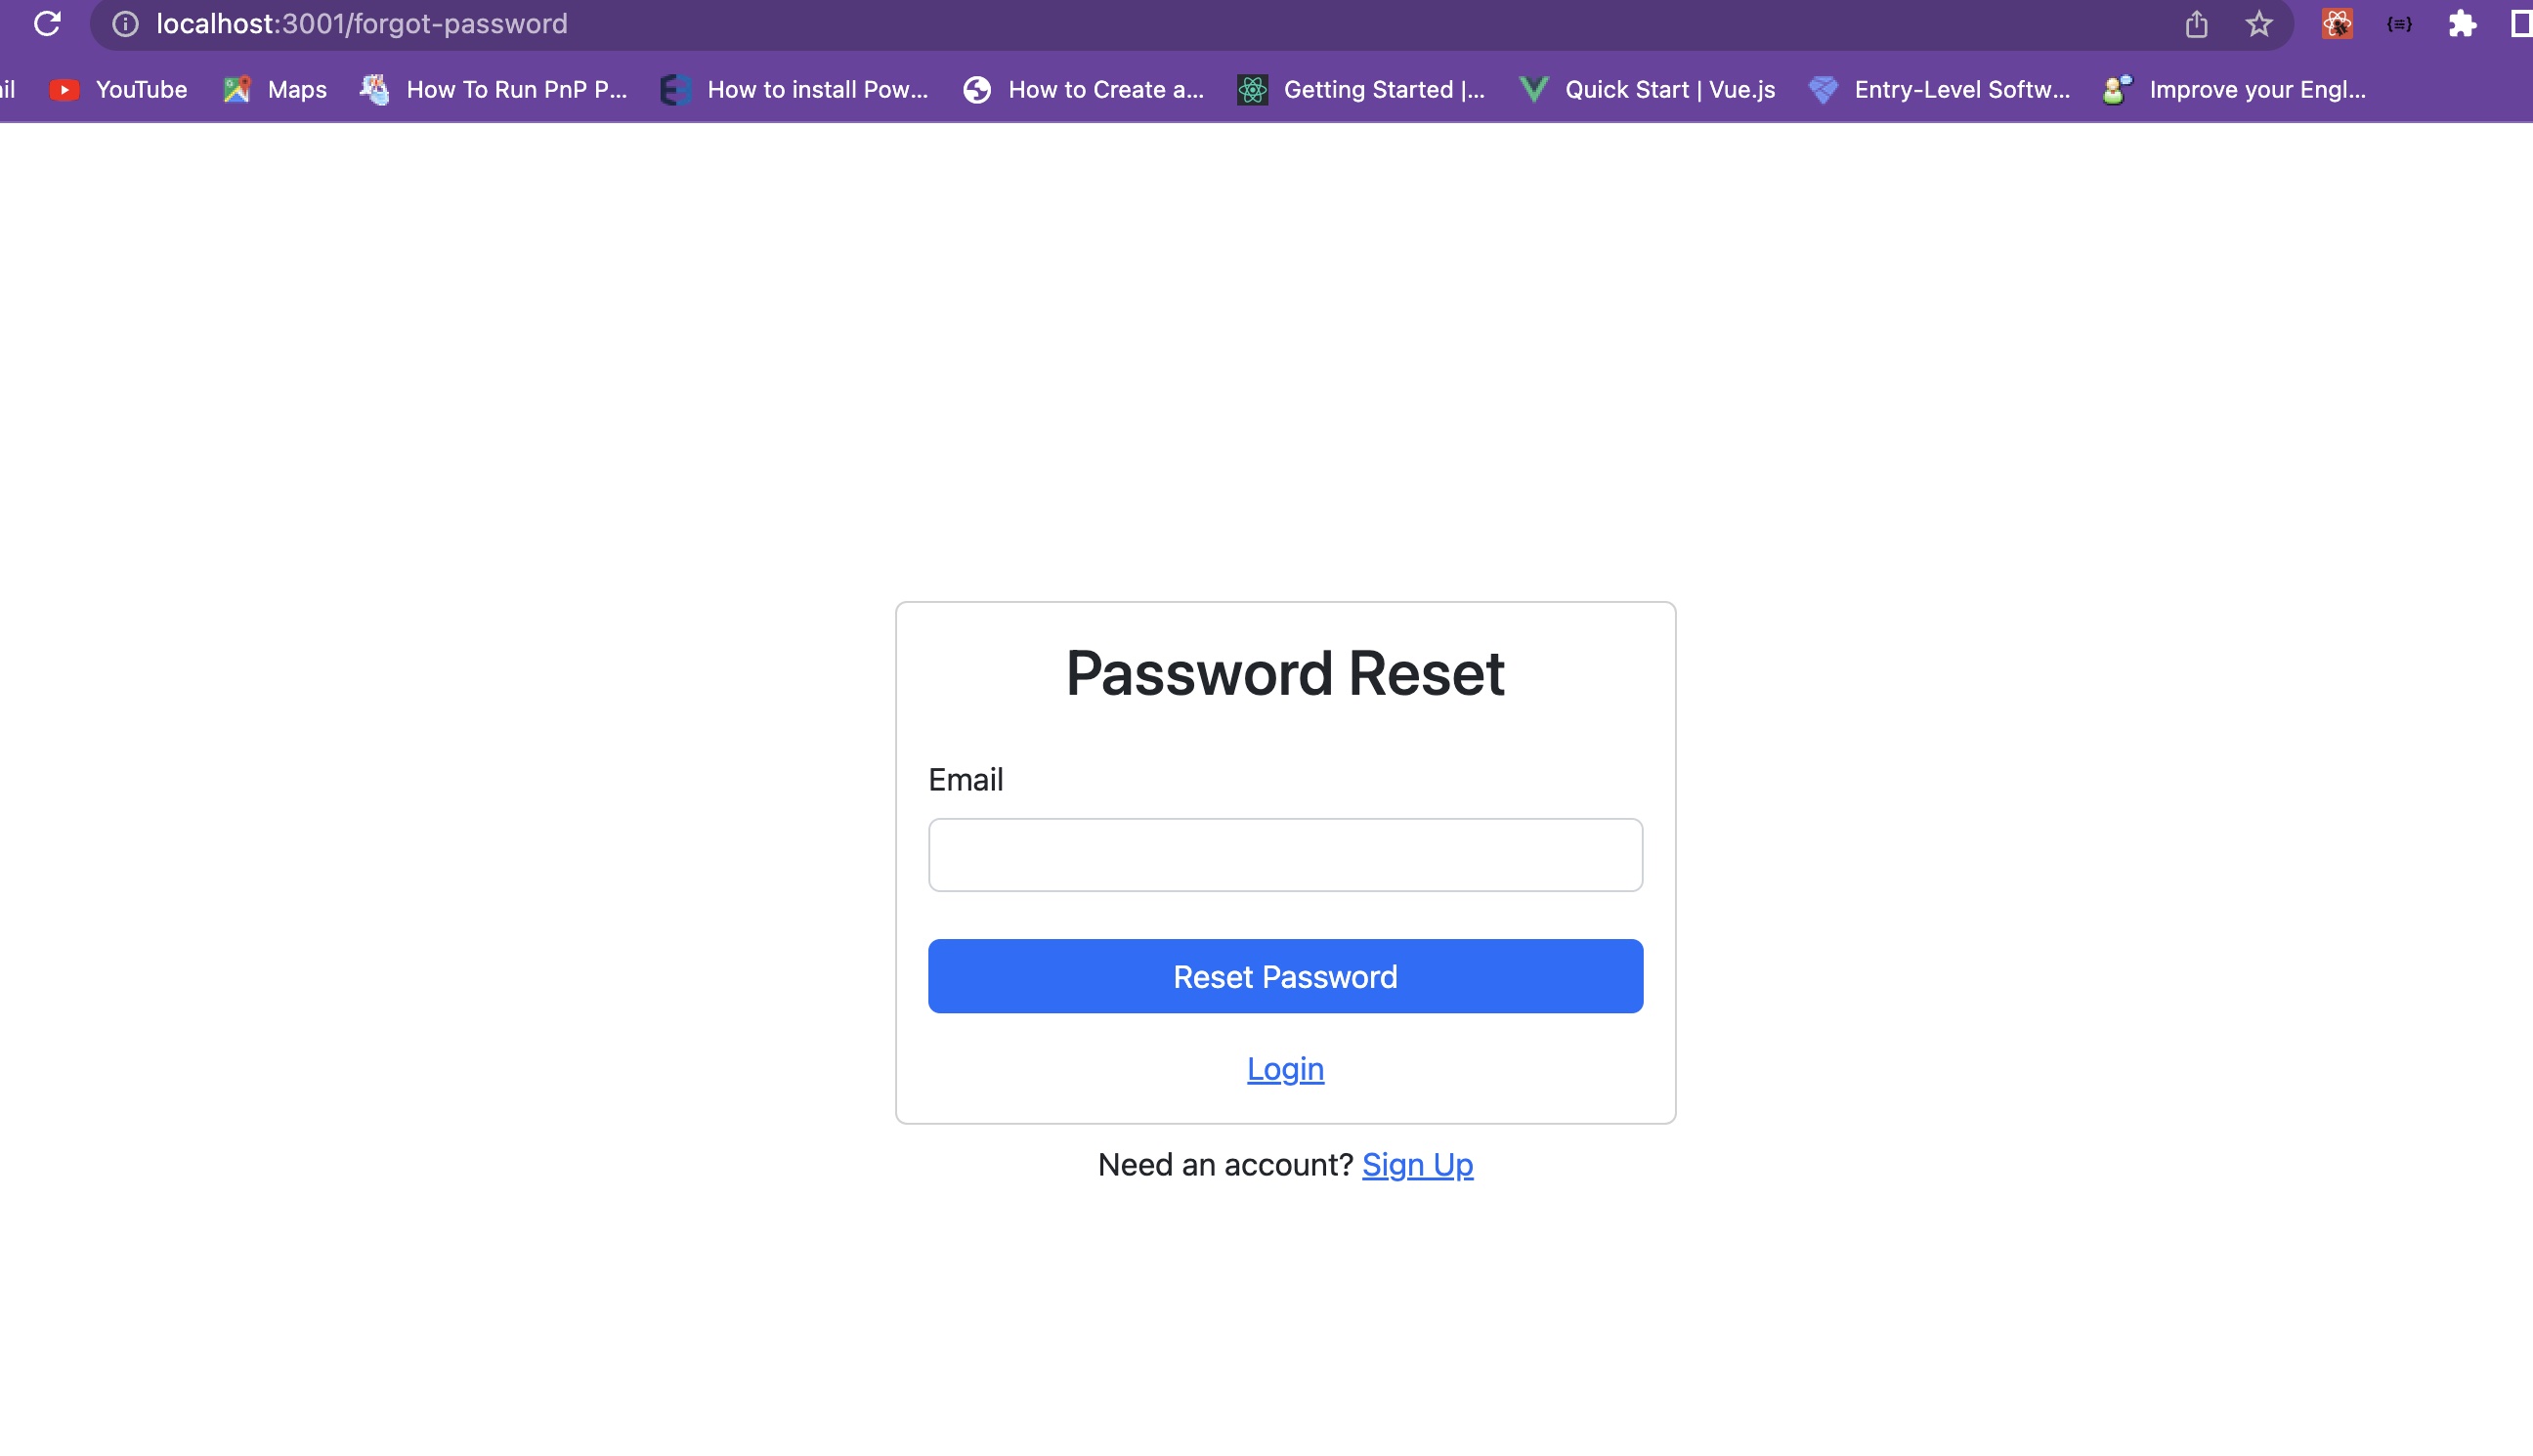 localhost:3001/forgot-password
il YouTube Maps How To Run PnP P... How to install Pow... How to Create a... Getting Started |... Quick Start | Vue.js Entry-Level Softw... Improve your Engl...
Password Reset
Email
Reset Password
Login
Need an account? Sign Up